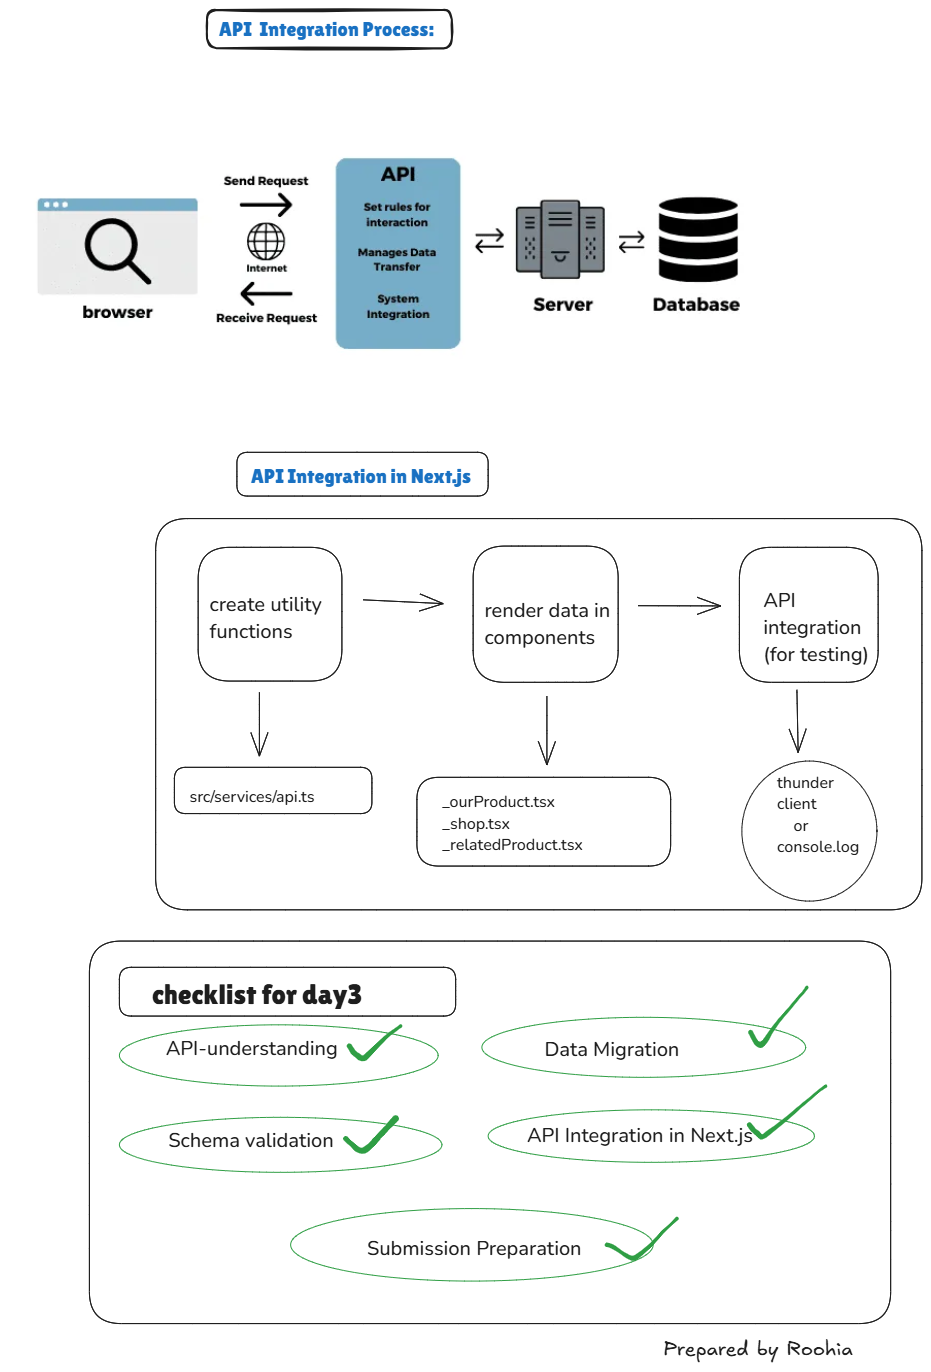 API  Integration Process:
Send Request
Internet
Receive Request
browser
API
Set rules for
interaction
Manages Data
Transfer
System
Integration
Server
Database
API Integration in Next.js
create utility
functions
render data in
components
API
integration
(for testing)
src/services/api.ts
_ourProduct.tsx
_shop.tsx
_relatedProduct.tsx
thunder
client
or
console.log
checklist for day3
API-understanding
Data Migration
Schema validation
API Integration in Next.js
Submission Preparation
Prepared by Roohia